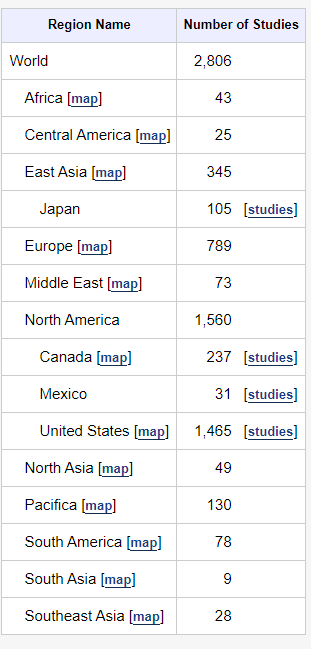 Region Name Number of Studies
World 2,806
Africa [map] 43
Central America [map] 25
East Asia [map] 345
Japan 105 [studies]
Europe [map] 789
Middle East [map] 73
North America 1,560
Canada [map] 237 [studies]
Mexico 31 [studies]
United States [map] 1,465 [studies]
North Asia [map] 49
Pacifica [map] 130
South America [map] 78
South Asia [map] 9
Southeast Asia [map] 28